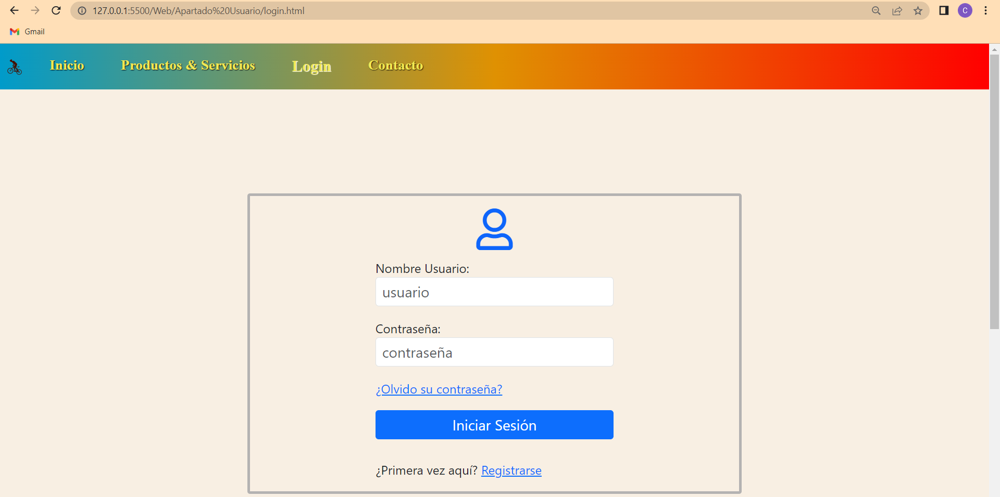 127.0.0.1:5500/Web/Apartado%20Usuario/login.html
C
Gmail
Inicio Productos & Servicios Login Contacto
Nombre Usuario:
usuario
Contraseña:
contraseña
¿Olvido su contraseña?
Iniciar Sesión
¿Primera vez aquí? Registrarse